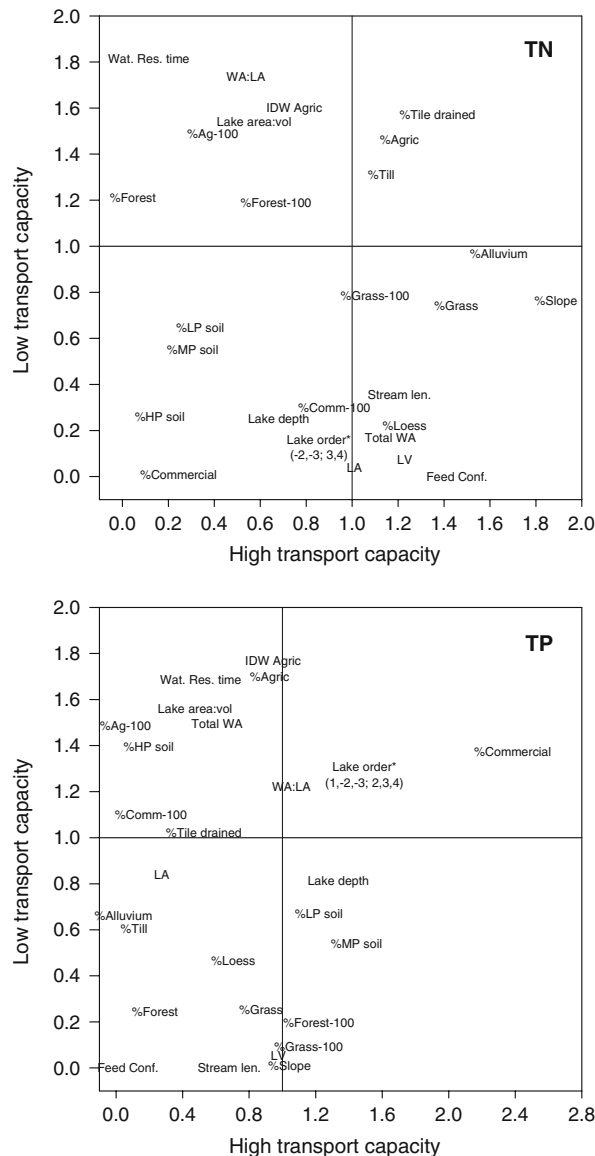 2.0
TN
Wat. Res. time
1.8
WA:LA
1.6
IDW Agric
%Tile drained
Lake area:vol
%Ag-100
%Agric
1.4
%Till
1.2
%Forest
%Forest-100
1.0
%Alluvium
0.8
%Grass-100
%Grass
%Slope
%LP soil
0.6
%MP soil
0.4
Stream len.
%Comm-100
%HP soil
Lake depth
%Loess
0.2
Lake order*
Total WA
(-2,-3; 3,4)
LA
LV
0.0
%Commercial
Feed Conf.
Low transport capacity
0.0 0.2 0.4 0.6 0.8 1.0 1.2 1.4 1.6 1.8 2.0
High transport capacity
2.0
TP
1.8
IDW Agric
Wat. Res. time
%Agric
1.6
Lake area:vol
%Ag-100
Total WA
1.4
%HP soil
%Commercial
Lake order*
(1,-2,-3; 2,3,4)
WA:LA
1.2
%Comm-100
%Tile drained
1.0
LA
Lake depth
0.8
%Alluvium
%LP soil
%Till
0.6
%MP soil
%Loess
0.4
%Forest
%Grass
0.2
%Forest-100
%Grass-100
LV
0.0
Feed Conf.
Stream len.
%Slope
Low transport capacity
0.0 0.4 0.8 1.2 1.6 2.0 2.4 2.8
High transport capacity